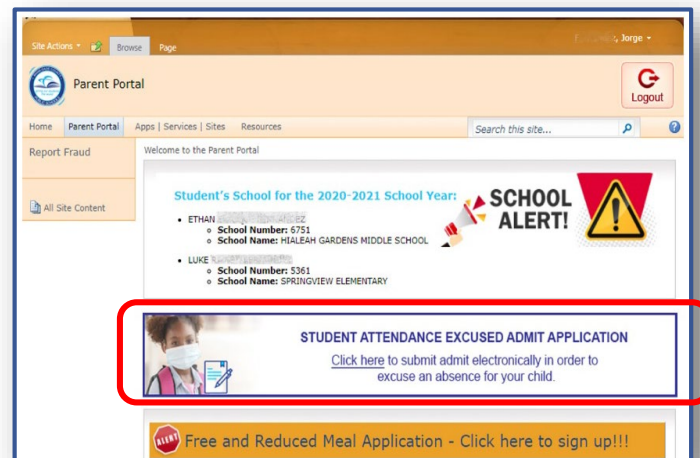 Site Actions
Browse
Page
, Jorge
Parent Portal
Logout
Home
Parent Portal
Apps | Services | Sites
Resources
Search this site...
Report Fraud
Welcome to the Parent Portal
All Site Content
Student's School for the 2020-2021 School Year:
SCHOOL
ALERT!
ETHAN
School Number: 6751
School Name: HIALEAH GARDENS MIDDLE SCHOOL
LUKE
School Number: 5361
School Name: SPRINGVIEW ELEMENTARY
STUDENT ATTENDANCE EXCUSED ADMIT APPLICATION
Click here to submit admit electronically in order to
excuse an absence for your child.
ALERT
Free and Reduced Meal Application - Click here to sign up!!!